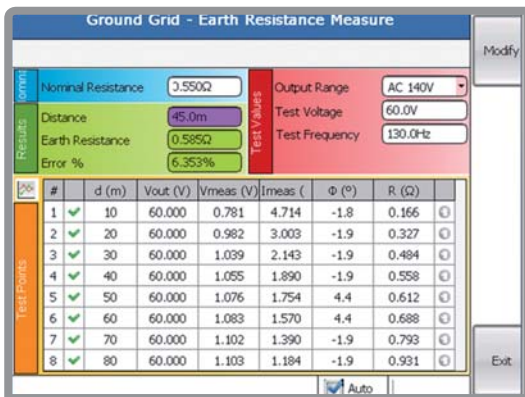 Ground Grid - Earth Resistance Measure
Modify
Nominal Resistance 0.550Ω
Results
Distance 45.0m
Earth Resistance 0.585Ω
Error % 6.353%
Test Values
Output Range AC 140V
Test Voltage 60.0V
Test Frequency 130.0Hz
Test Points
# d (m) Vout (V) Vmeas (V) Imeas ( Φ (º) R (Ω)
1 10 60.000 0.781 4.714 -1.8 0.166
2 20 60.000 0.982 3.003 -1.9 0.327
3 30 60.000 1.039 2.143 -1.9 0.484
4 40 60.000 1.055 1.890 -1.9 0.558
5 50 60.000 1.076 1.754 4.4 0.612
6 60 60.000 1.083 1.570 4.4 0.688
7 70 60.000 1.102 1.390 -1.9 0.793
8 80 60.000 1.103 1.184 -1.9 0.931
Auto
Exit